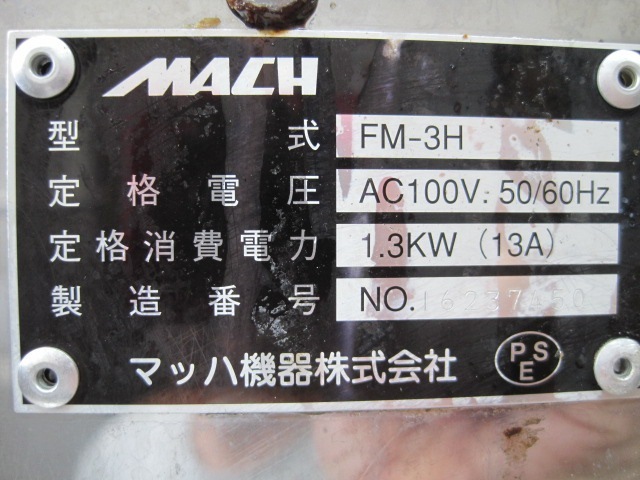 MACH
型式 FM-3H
定格電圧 AC100V. 50/60Hz
定格消費電力 1.3KW (13A)
製造番号 NO.
マッハ機器株式会社
PSE